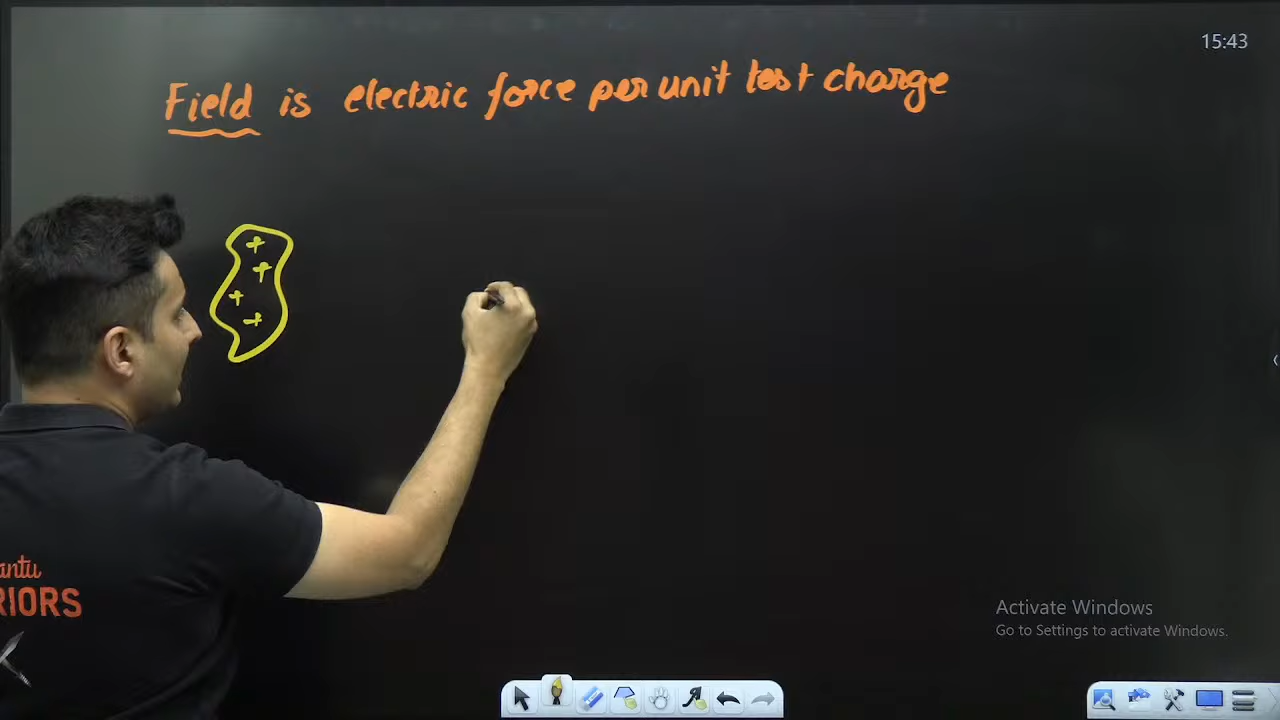 15:43
Field is electric force per unit test charge
+
+
+
+
antu
RIORS
Activate Windows
Go to Settings to activate Windows.